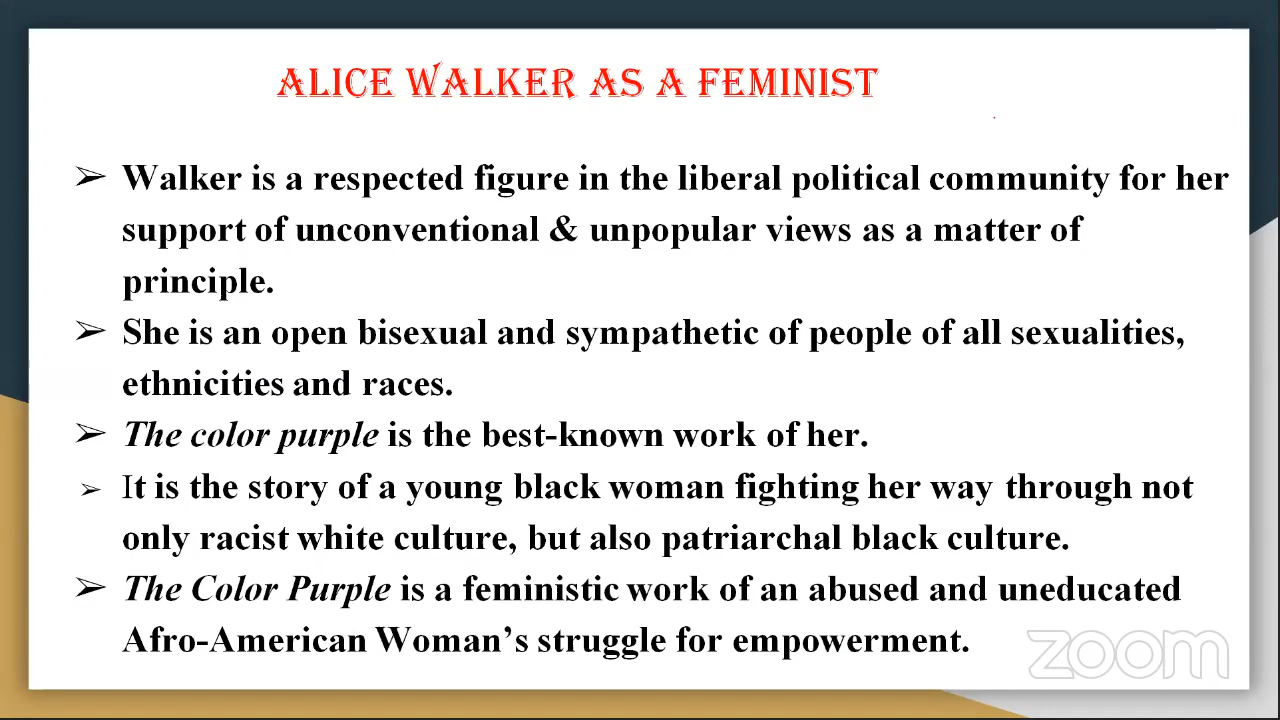 ALICE WALKER AS A FEMINIST
➢ Walker is a respected figure in the liberal political community for her
support of unconventional & unpopular views as a matter of
principle.
➢ She is an open bisexual and sympathetic of people of all sexualities,
ethnicities and races.
➢ The color purple is the best-known work of her.
➢ It is the story of a young black woman fighting her way through not
only racist white culture, but also patriarchal black culture.
➢ The Color Purple is a feministic work of an abused and uneducated
Afro-American Woman’s struggle for empowerment.
zoom